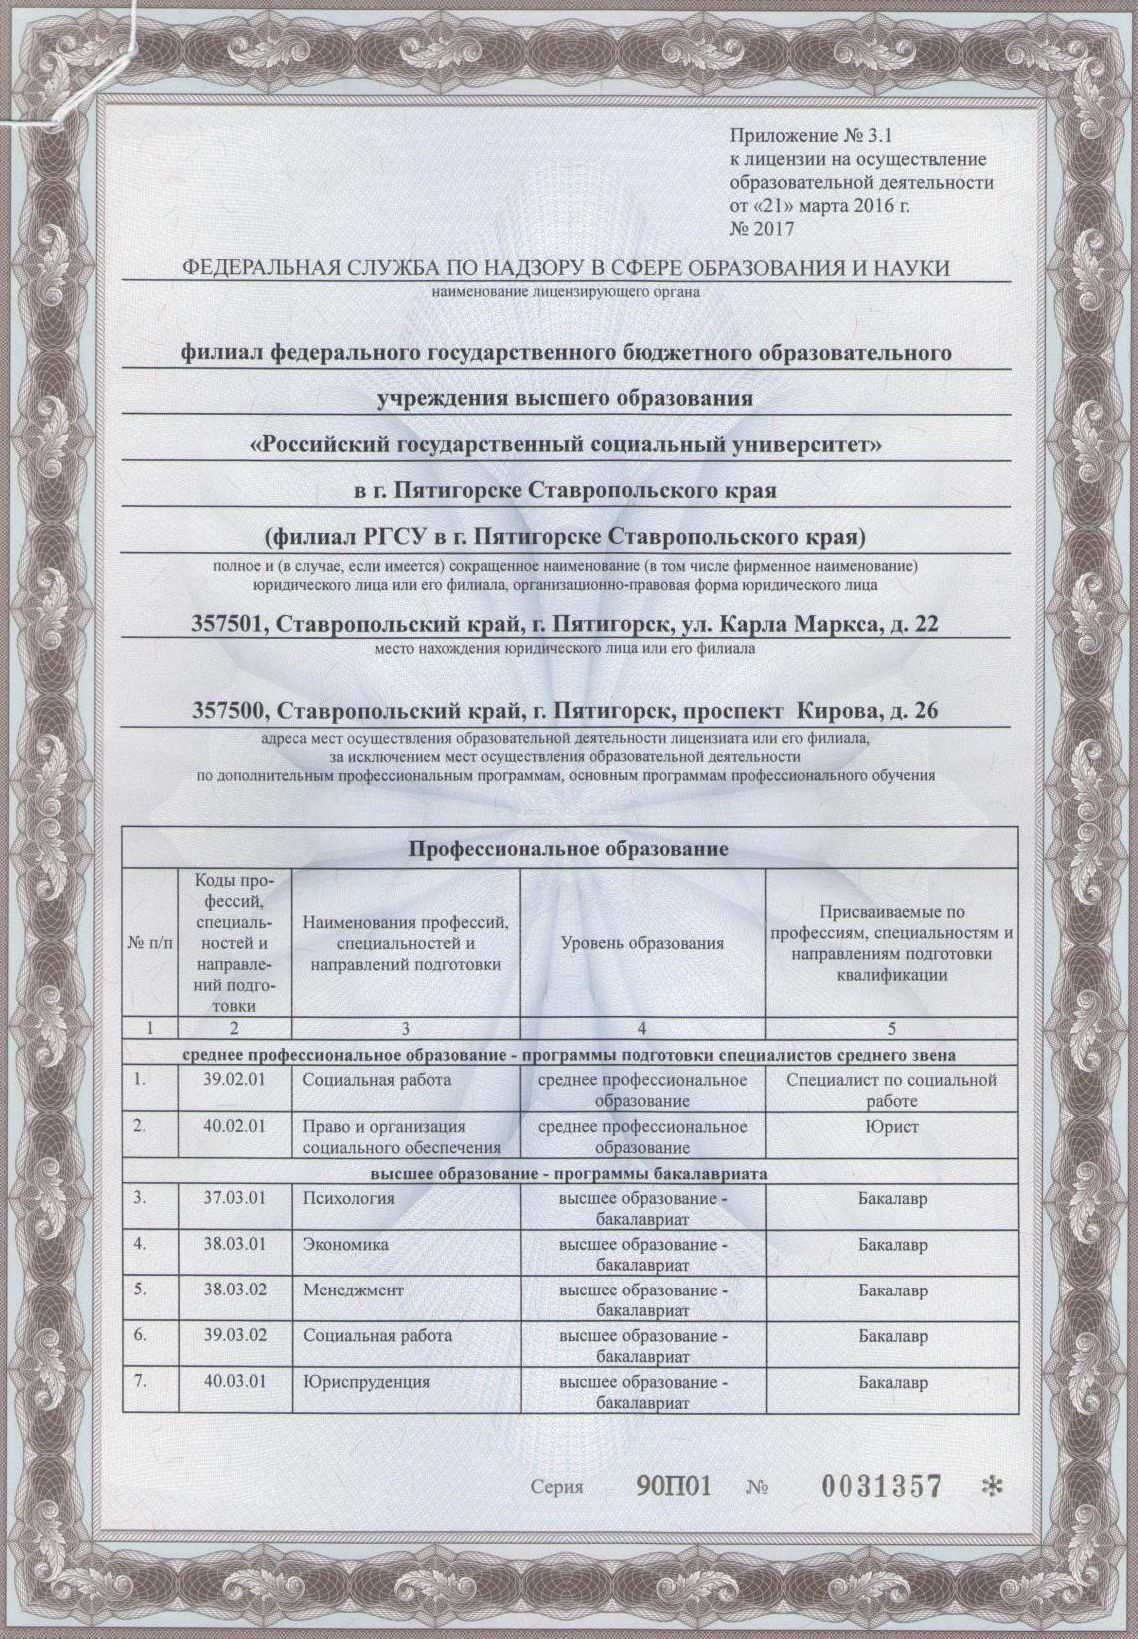 Приложение № 3.1
к лицензии на осуществление
образовательной деятельности
от «21» марта 2016 г.
№ 2017
ФЕДЕРАЛЬНАЯ СЛУЖБА ПО НАДЗОРУ В СФЕРЕ ОБРАЗОВАНИЯ И НАУКИ
наименование лицензирующего органа
филиал федерального государственного бюджетного образовательного
учреждения высшего образования
«Российский государственный социальный университет»
в г. Пятигорске Ставропольского края
(филиал РГСУ в г. Пятигорске Ставропольского края)
полное и (в случае, если имеется) сокращенное наименование (в том числе фирменное наименование)
юридического лица или его филиала, организационно-правовая форма юридического лица
357501, Ставропольский край, г. Пятигорск, ул. Карла Маркса, д. 22
место нахождения юридического лица или его филиала
357500, Ставропольский край, г. Пятигорск, проспект Кирова, д. 26
адреса мест осуществления образовательной деятельности лицензиата или его филиала,
за исключением мест осуществления образовательной деятельности
по дополнительным профессиональным программам, основным программам профессионального обучения
Профессиональное образование
№ п/п
Коды про-
фессий,
специаль-
ностей и
направле-
ний подго-
товки
Наименования профессий,
специальностей и
направлений подготовки
Уровень образования
Присваиваемые по
профессиям, специальностям и
направлениям подготовки
квалификации
1 2 3 4 5
среднее профессиональное образование - программы подготовки специалистов среднего звена
1. 39.02.01 Социальная работа среднее профессиональное Специалист по социальной
образование работе
2. 40.02.01 Право и организация среднее профессиональное Юрист
социального обеспечения образование
высшее образование - программы бакалавриата
3. 37.03.01 Психология высшее образование - Бакалавр
бакалавриат
4. 38.03.01 Экономика высшее образование - Бакалавр
бакалавриат
5. 38.03.02 Менеджмент высшее образование - Бакалавр
бакалавриат
6. 39.03.02 Социальная работа высшее образование - Бакалавр
бакалавриат
7. 40.03.01 Юриспруденция высшее образование - Бакалавр
бакалавриат
Серия 90П01 № 0031357 *